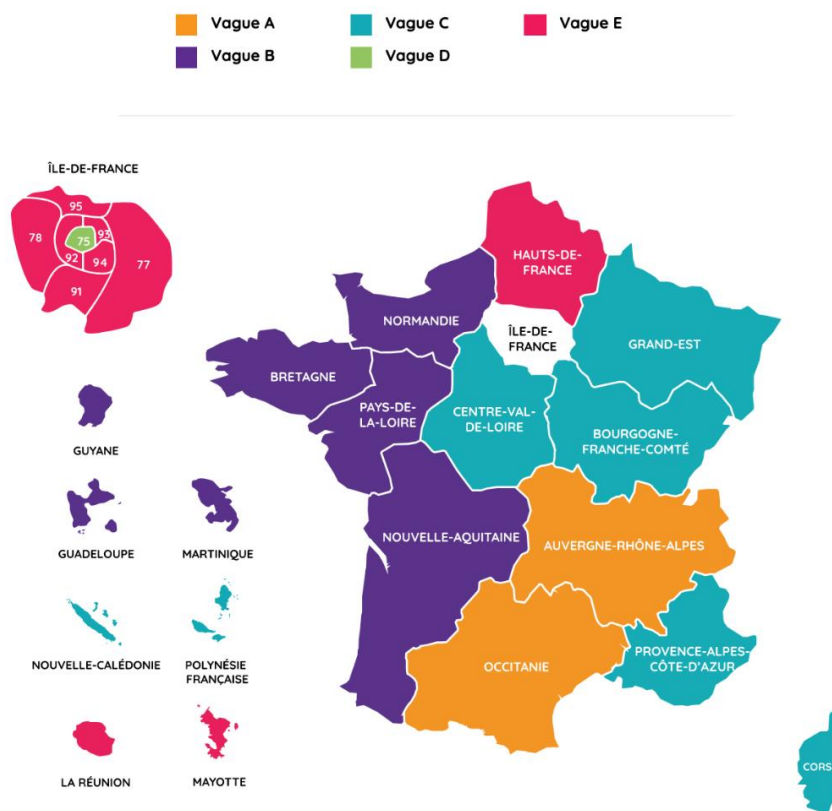 Vague A
Vague C
Vague E
Vague B
Vague D
ÎLE-DE-FRANCE
95
78
93
75
92
94
77
91
HAUTS-DE-
FRANCE
NORMANDIE
ÎLE-DE-
FRANCE
GRAND-EST
BRETAGNE
PAYS-DE-
LA-LOIRE
CENTRE-VAL-
DE-LOIRE
BOURGOGNE-
FRANCHE-COMTÉ
GUYANE
NOUVELLE-AQUITAINE
AUVERGNE-RHÔNE-ALPES
GUADELOUPE
MARTINIQUE
NOUVELLE-CALÉDONIE
POLYNÉSIE
FRANÇAISE
OCCITANIE
PROVENCE-ALPES-
CÔTE-D'AZUR
LA RÉUNION
MAYOTTE
CORS